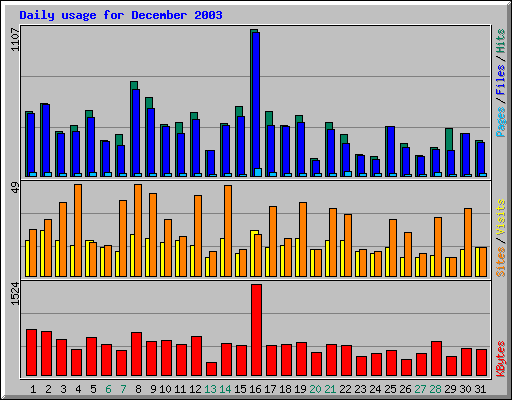 Daily usage for December 2003
1107
Pages / Files / Hits
49
Sites / Visits
1524
KBytes
1 2 3 4 5 6 7 8 9 10 11 12 13 14 15 16 17 18 19 20 21 22 23 24 25 26 27 28 29 30 31